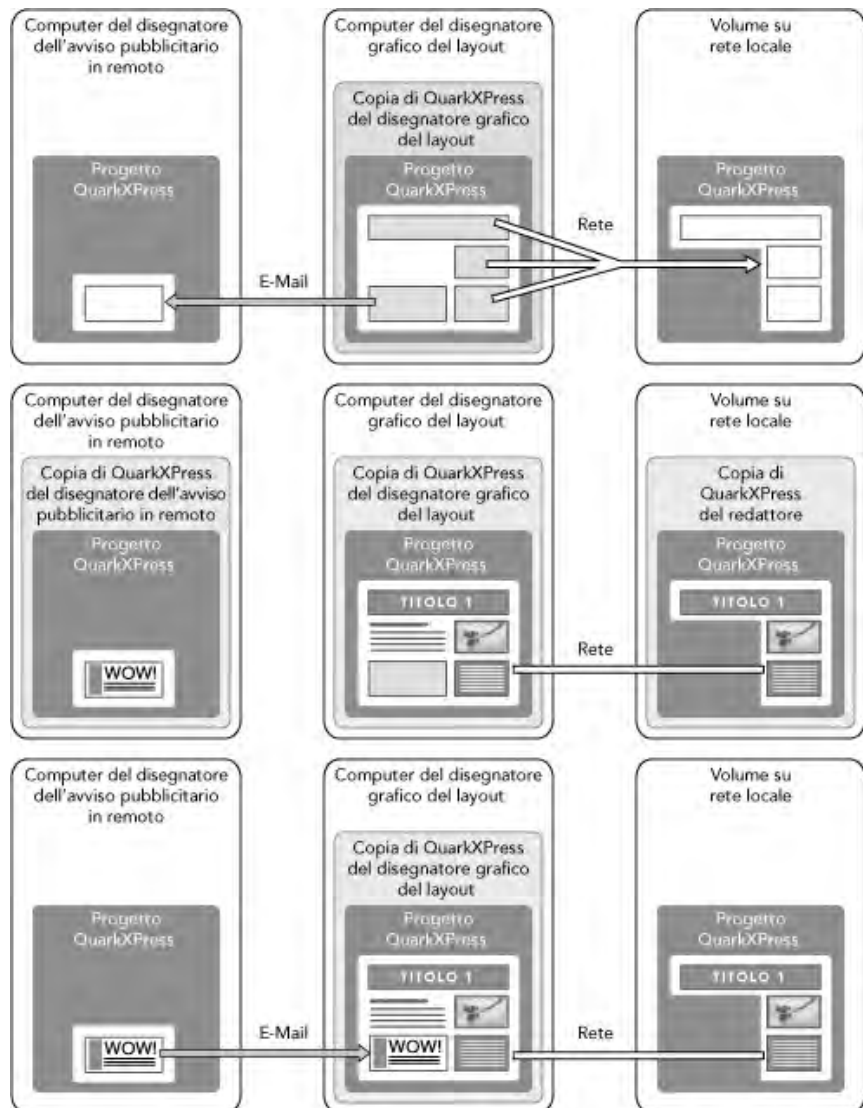 Computer del disegnatore
dell'avviso pubblicitario
in remoto
Progetto
QuarkXPress
Computer del disegnatore
grafico del layout
Copia di QuarkXPress
del disegnatore grafico
del layout
Progetto
QuarkXPress
Volume su
rete locale
Progetto
QuarkXPress
E-Mail
Rete
Computer del disegnatore
dell'avviso pubblicitario
in remoto
Copia di QuarkXPress
del disegnatore dell'avviso
pubblicitario in remoto
Progetto
QuarkXPress
WOW!
Computer del disegnatore
grafico del layout
Copia di QuarkXPress
del disegnatore grafico
del layout
Progetto
QuarkXPress
TITOLO 1
Rete
Volume su
rete locale
Copia di
QuarkXPress
del redattore
Progetto
QuarkXPress
TITOLO 1
Computer del disegnatore
dell'avviso pubblicitario
in remoto
Progetto
QuarkXPress
WOW!
E-Mail
Computer del disegnatore
grafico del layout
Copia di QuarkXPress
del disegnatore grafico
del layout
Progetto
QuarkXPress
TITOLO 1
WOW!
Rete
Volume su
rete locale
Progetto
QuarkXPress
TITOLO 1